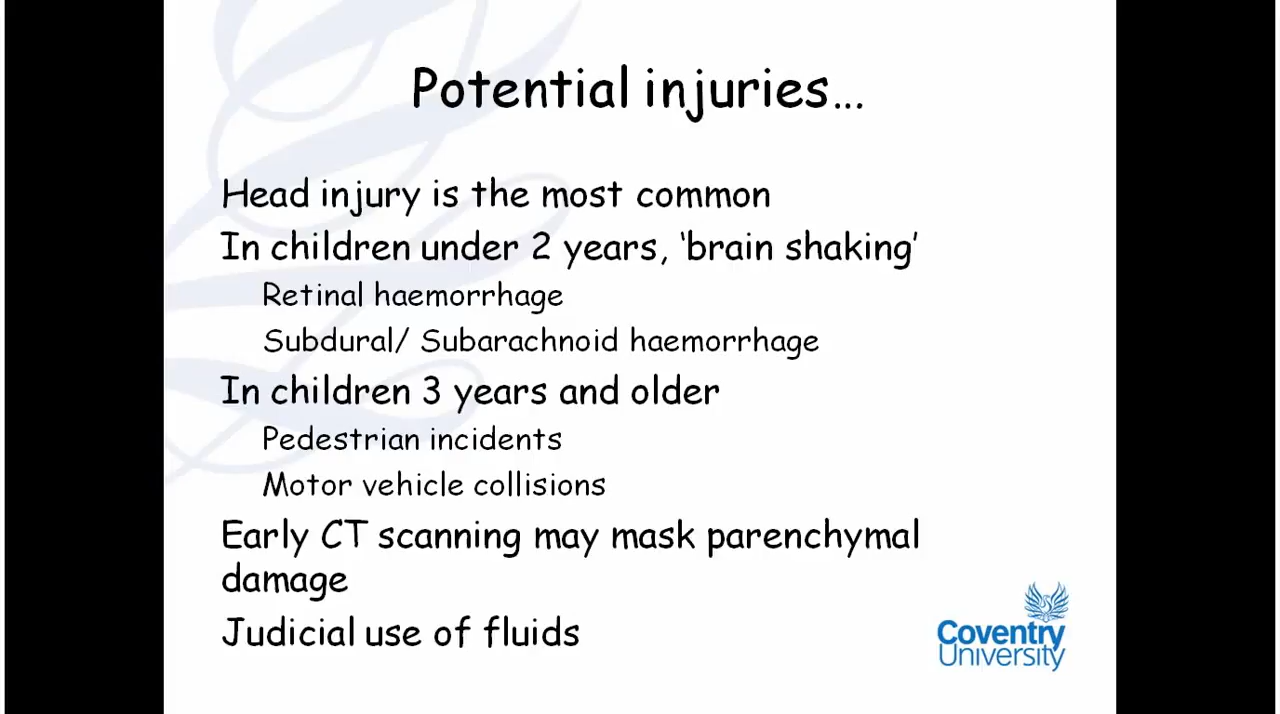 Potential injuries...
Head injury is the most common
In children under 2 years, ‘brain shaking’
Retinal haemorrhage
Subdural/ Subarachnoid haemorrhage
In children 3 years and older
Pedestrian incidents
Motor vehicle collisions
Early CT scanning may mask parenchymal
damage
Judicial use of fluids
Coventry
University